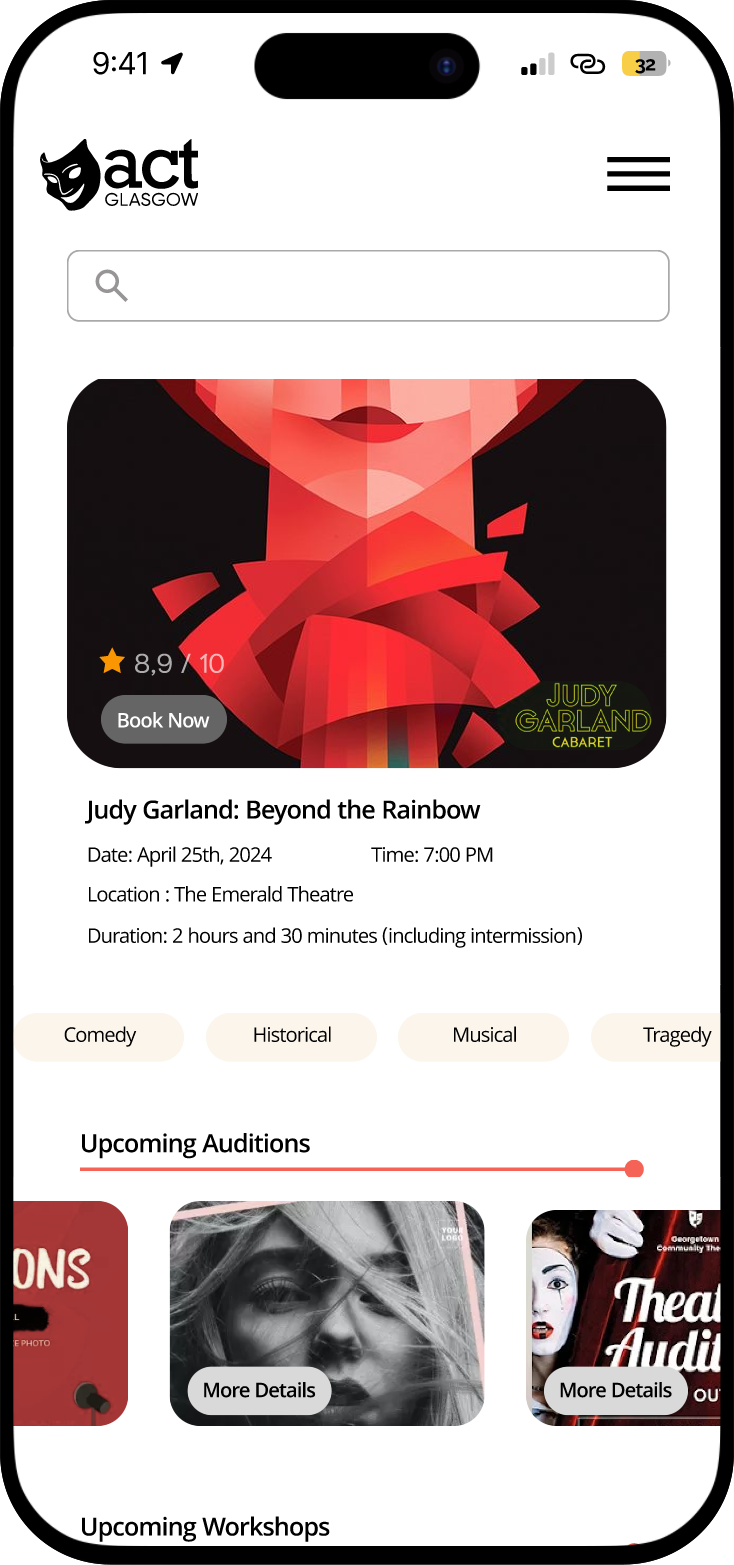 9:41
32
act
GLASGOW
8,9 / 10
Book Now
JUDY
GARLAND
CABARET
Judy Garland: Beyond the Rainbow
Date: April 25th, 2024 Time: 7:00 PM
Location : The Emerald Theatre
Duration: 2 hours and 30 minutes (including intermission)
Comedy Historical Musical Tragedy
Upcoming Auditions
ONS
L
E PHOTO
YOUR
LOGO
More Details
Georgetown
Community The
Theat
Audit
OU
More Details
Upcoming Workshops